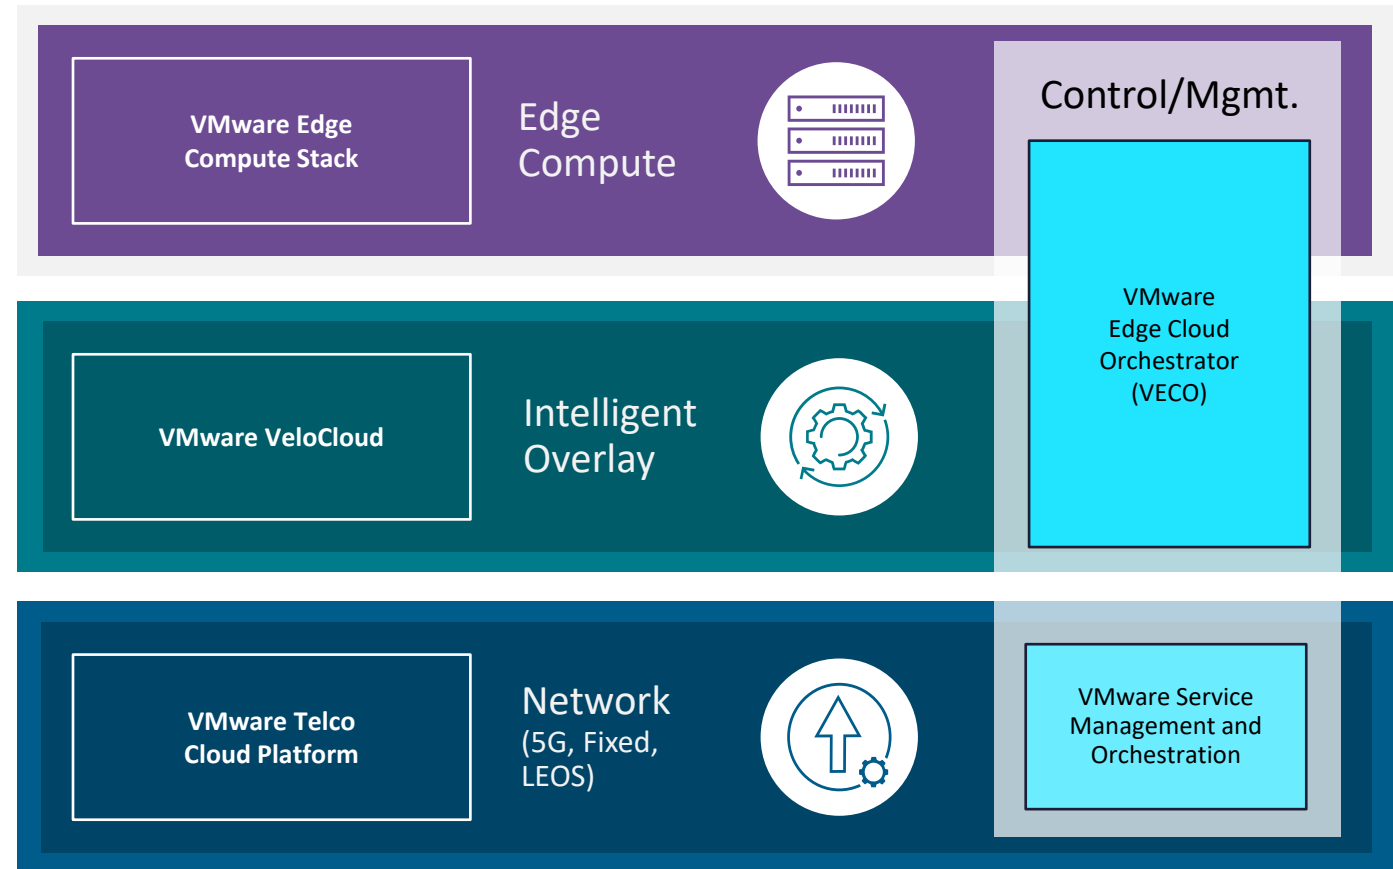 VMware Edge
Compute Stack
Edge
Compute
Control/Mgmt.
VMware
Edge Cloud
Orchestrator
(VECO)
VMware VeloCloud
Intelligent
Overlay
VMware Telco
Cloud Platform
Network
(5G, Fixed,
LEOS)
VMware Service
Management and
Orchestration